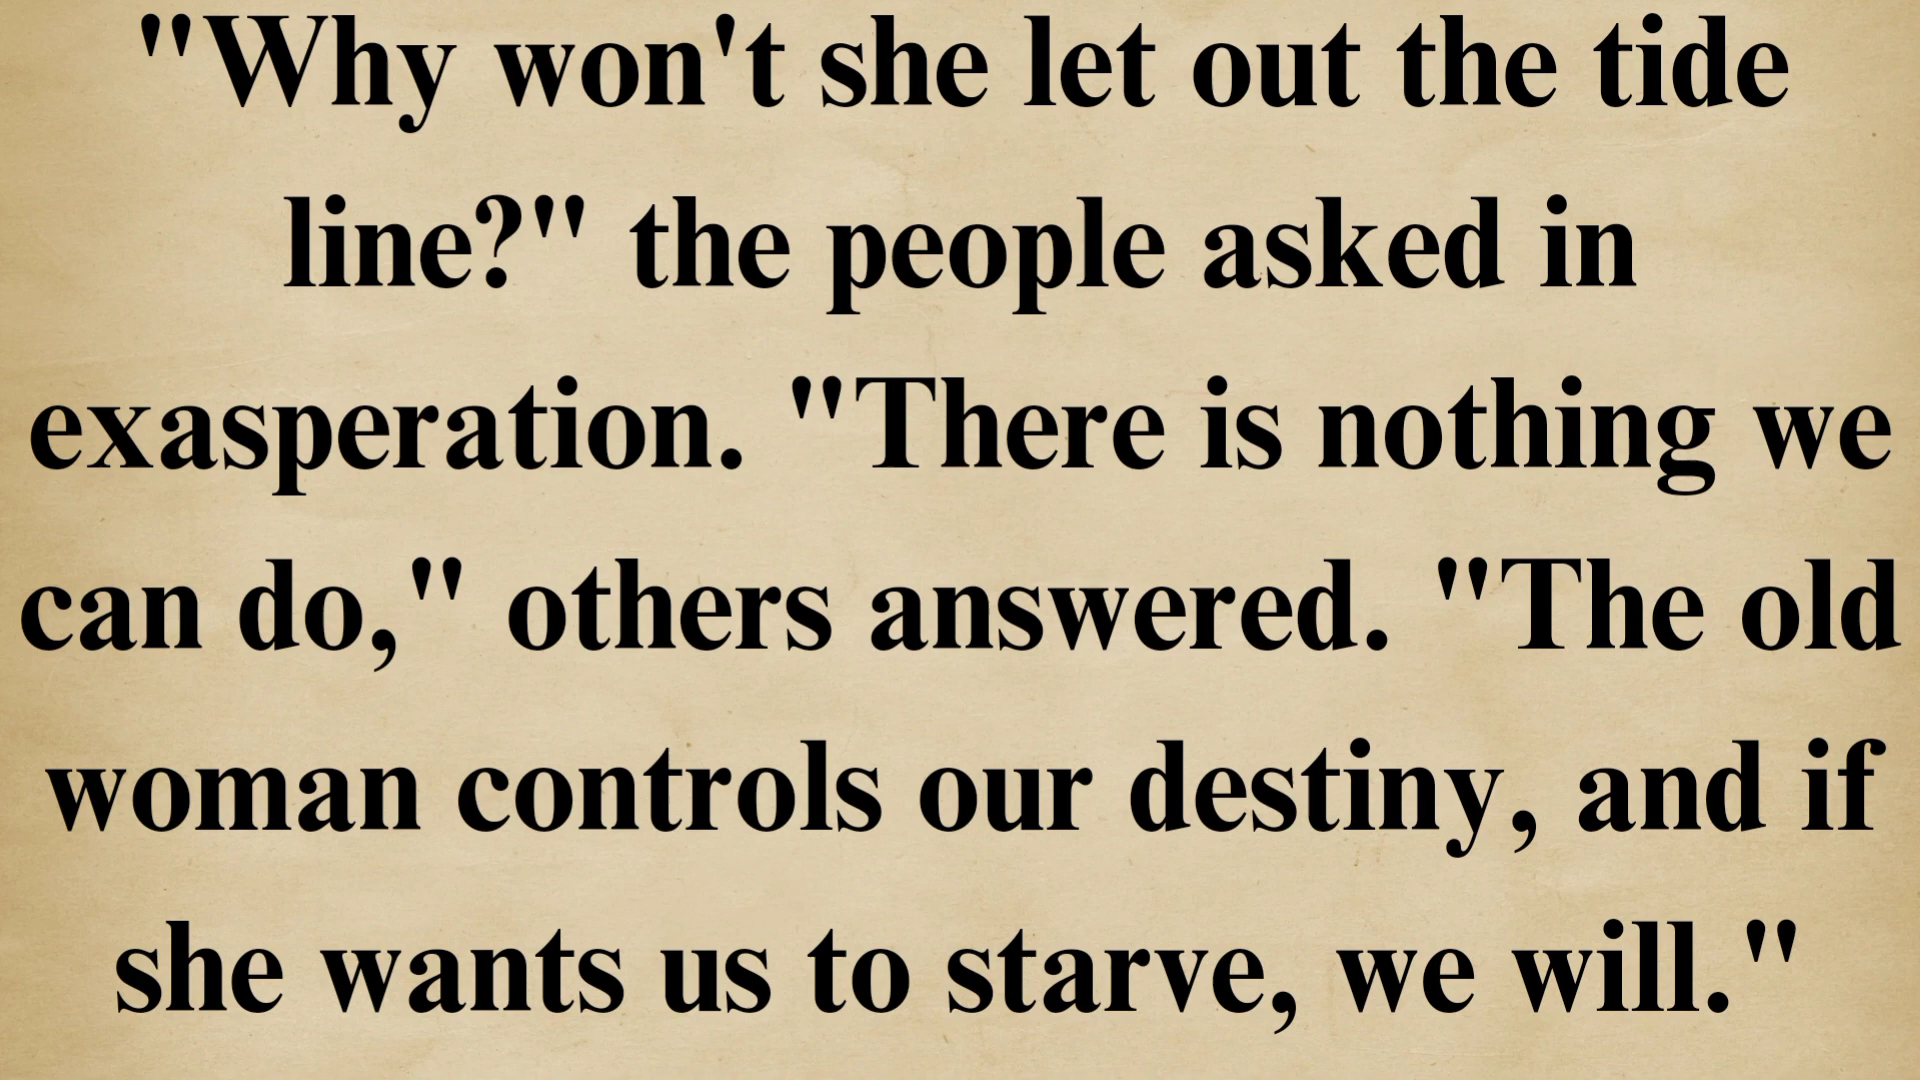 "Why won't she let out the tide
line?" the people asked in
exasperation. "There is nothing we
can do," others answered. "The old
woman controls our destiny, and if
she wants us to starve, we will."